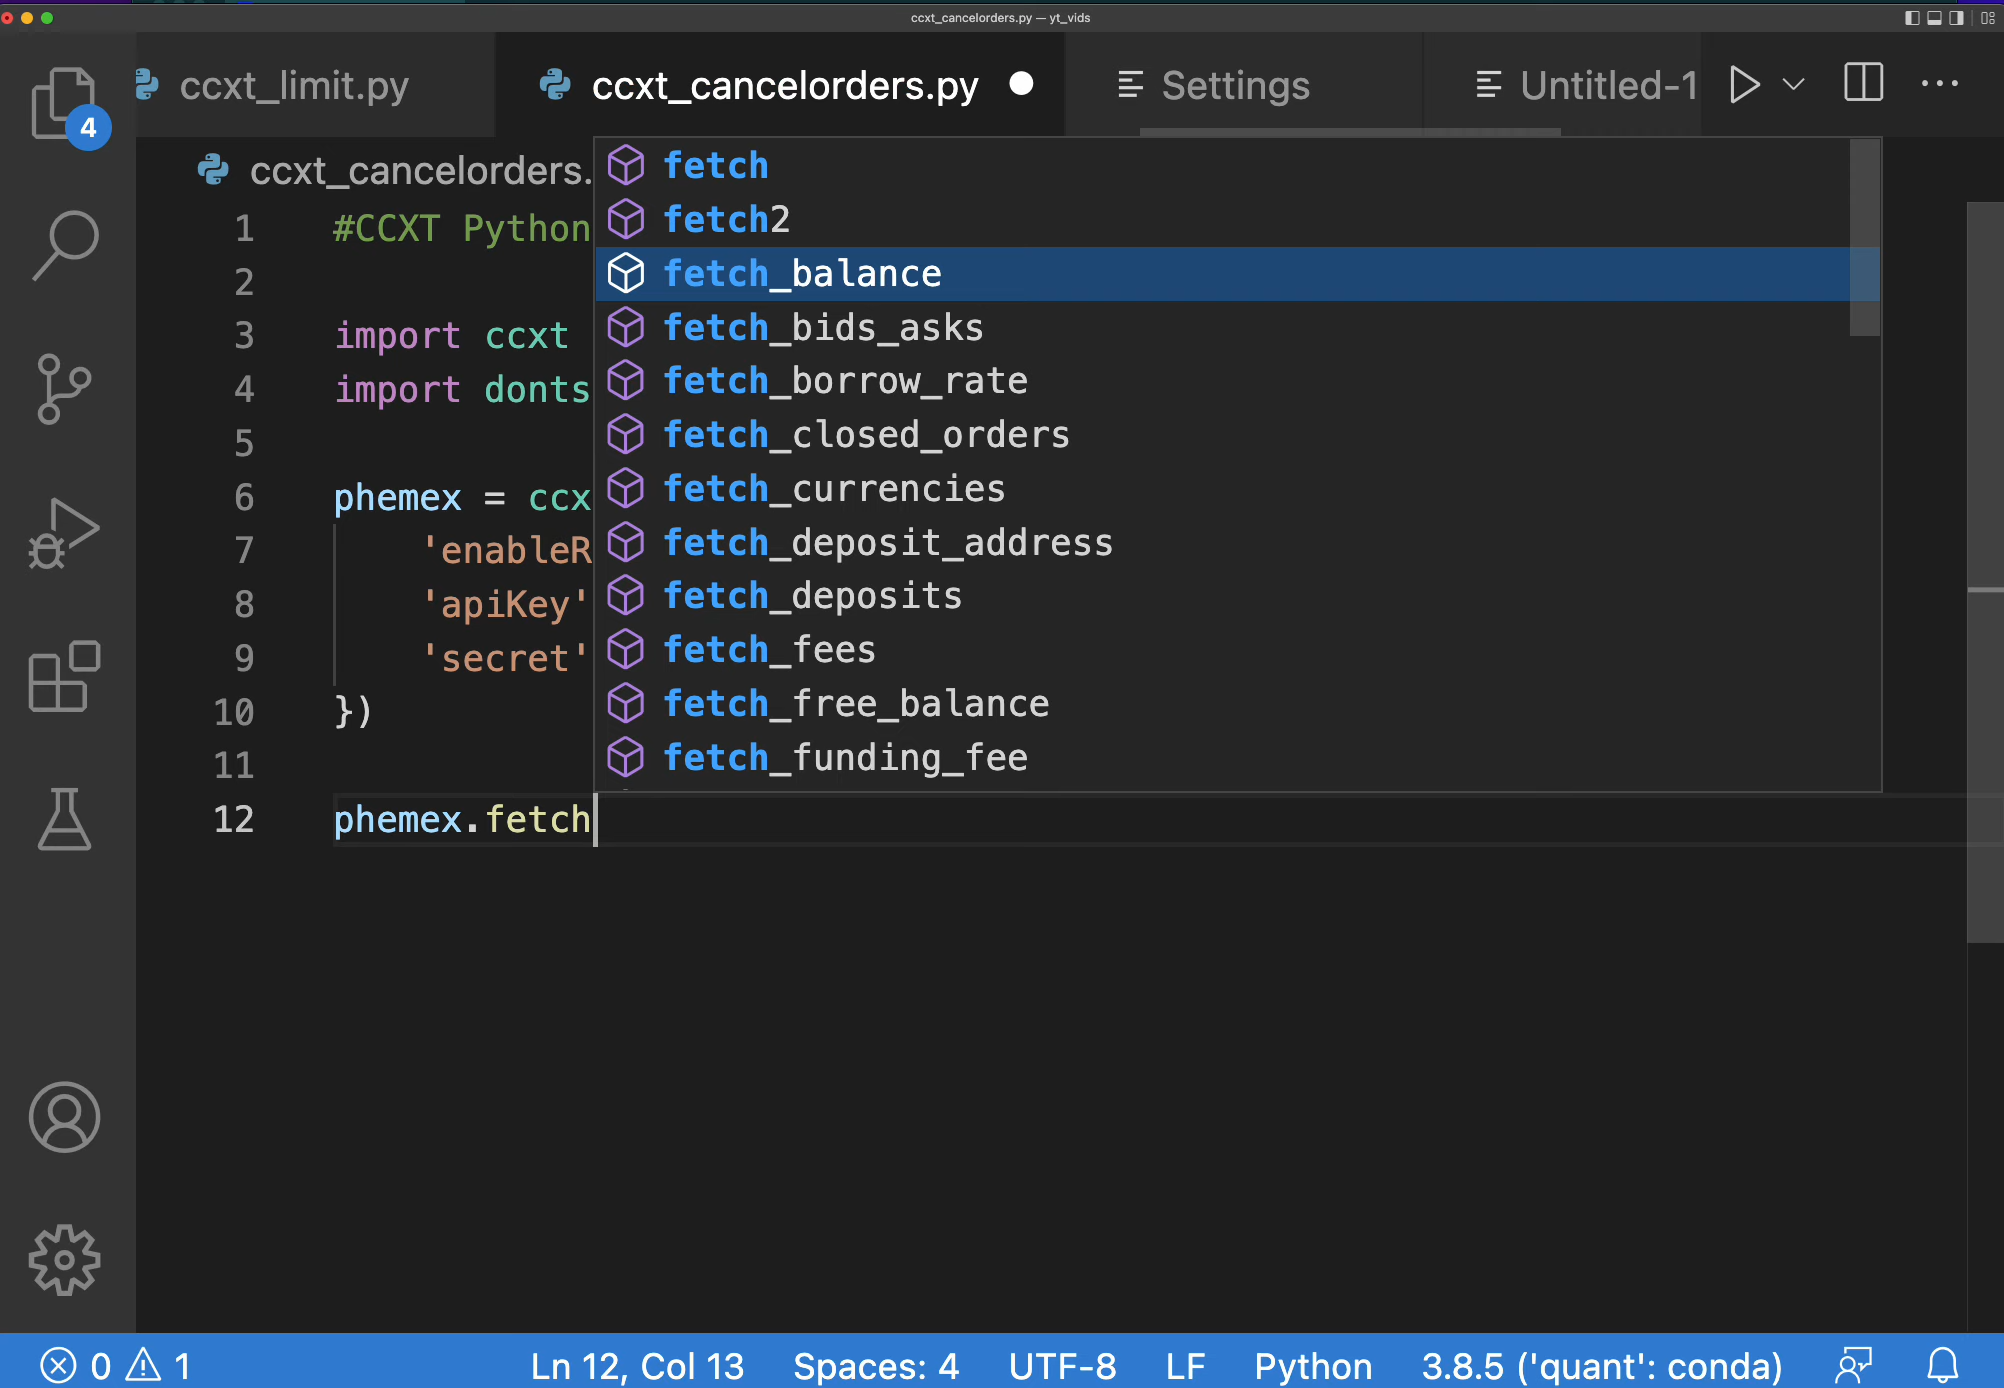 ccxt_cancelorders.py — yt_vids
ccxt_limit.py
ccxt_cancelorders.py
Settings
Untitled-1
4
ccxt_cancelorders.
1 #CCXT Python
2
3 import ccxt
4 import donts
5
6 phemex = ccx
7 'enableR
8 'apiKey'
9 'secret'
10 })
11
12 phemex.fetch
fetch
fetch2
fetch_balance
fetch_bids_asks
fetch_borrow_rate
fetch_closed_orders
fetch_currencies
fetch_deposit_address
fetch_deposits
fetch_fees
fetch_free_balance
fetch_funding_fee
0 1 Ln 12, Col 13 Spaces: 4 UTF-8 LF Python 3.8.5 ('quant': conda)